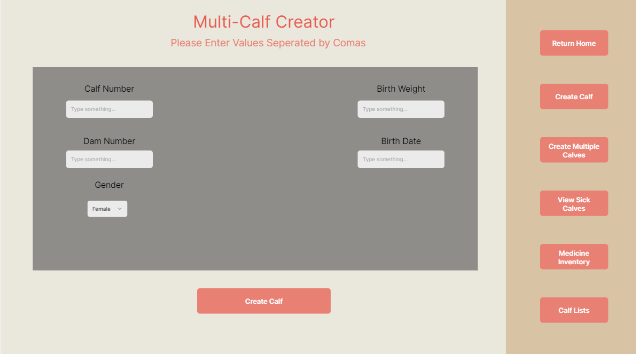 Multi-Calf Creator
Please Enter Values Seperated by Comas
Calf Number
Type something...
Birth Weight
Type something...
Dam Number
Type something...
Birth Date
Type something...
Gender
Female
Create Calf
Return Home
Create Calf
Create Multiple
Calves
View Sick
Calves
Medicine
Inventory
Calf Lists